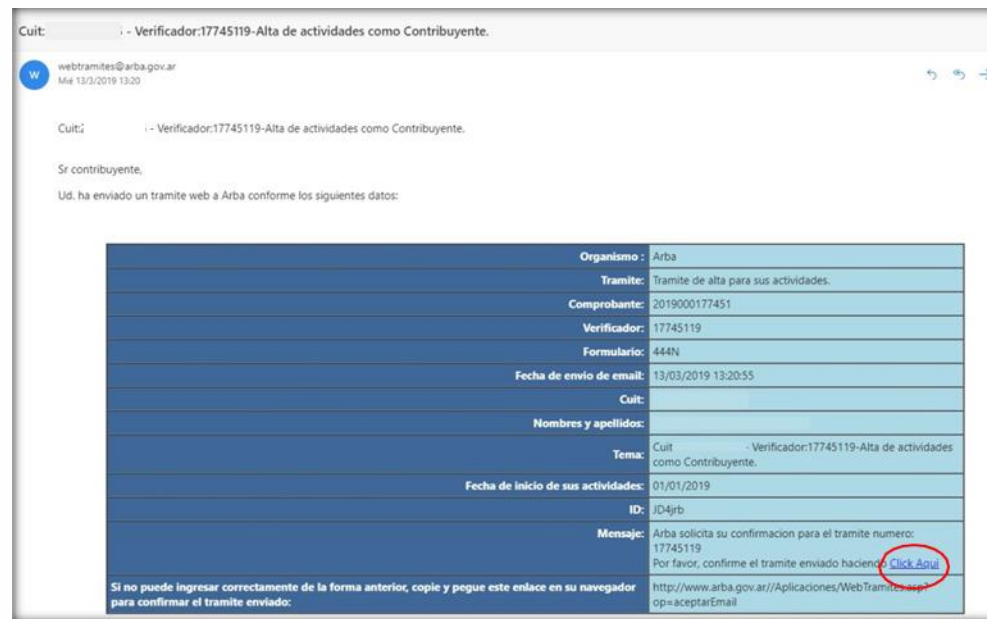 Cuit: - Verificador:17745119-Alta de actividades como Contribuyente.
W
webtramites@arba.gov.ar
Mié 13/3/2019 13:20
Cuit: - Verificador:17745119-Alta de actividades como Contribuyente.
Sr contribuyente,
Ud. ha enviado un tramite web a Arba conforme los siguientes datos:
Organismo : Arba
Tramite: Tramite de alta para sus actividades.
Comprobante: 2019000177451
Verificador: 17745119
Formulario: 444N
Fecha de envio de email: 13/03/2019 13:20:55
Cuit:
Nombres y apellidos:
Tema: Cuit - Verificador:17745119-Alta de actividades
como Contribuyente.
Fecha de inicio de sus actividades: 01/01/2019
ID: JD4jrb
Mensaje: Arba solicita su confirmacion para el tramite numero:
17745119
Por favor, confirme el tramite enviado haciendo Click Aqui
Si no puede ingresar correctamente de la forma anterior, copie y pegue este enlace en su navegador
para confirmar el tramite enviado:
http://www.arba.gov.ar//Aplicaciones/WebTramites.asp?
op=aceptarEmail